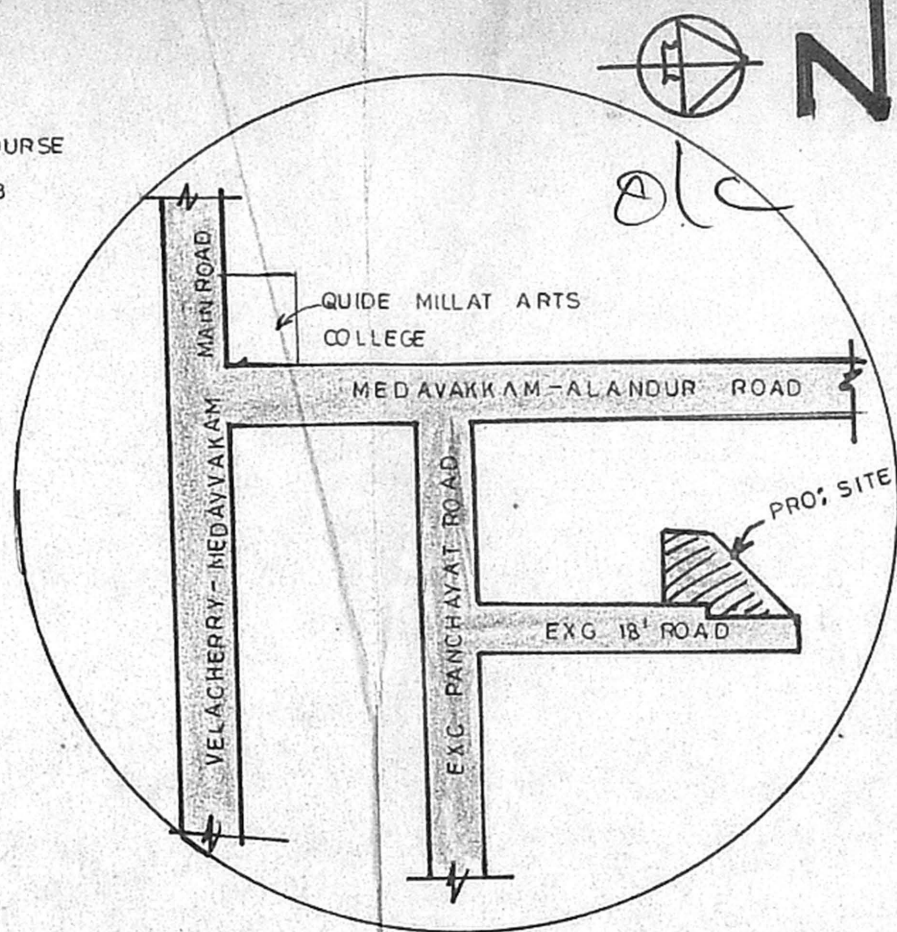 N
URSE
QUIDE MILLAT ARTS
COLLEGE
MEDAVAKKAM-ALANDUR ROAD
VELACHERRY-MEDAVVAKAM MAIN ROAD
EXC. PANCHAYAT ROAD
PRO: SITE
EXG 18' ROAD